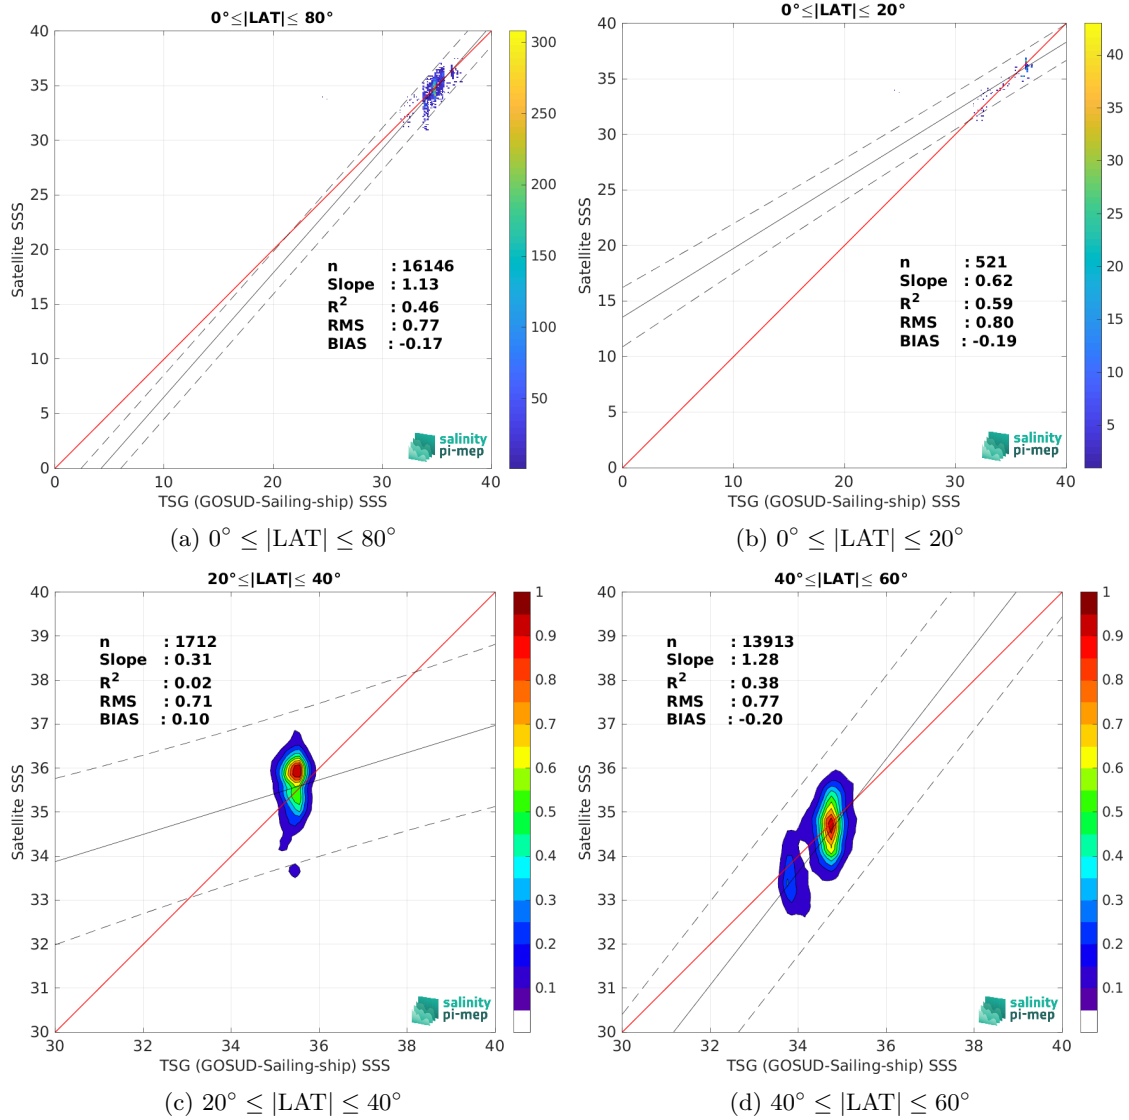 0°≤|LAT|≤ 80°
40
35
30
25
20
15
10
5
0
0
10
20
30
40
Satellite SSS
TSG (GOSUD-Sailing-ship) SSS
n : 16146
Slope : 1.13
R2 : 0.46
RMS : 0.77
BIAS : -0.17
salinity
pi-mep
300
250
200
150
100
50
(a) 0° ≤ |LAT| ≤ 80°
0°≤|LAT|≤ 20°
40
35
30
25
20
15
10
5
0
0
10
20
30
40
Satellite SSS
TSG (GOSUD-Sailing-ship) SSS
n : 521
Slope : 0.62
R2 : 0.59
RMS : 0.80
BIAS : -0.19
salinity
pi-mep
40
35
30
25
20
15
10
5
(b) 0° ≤ |LAT| ≤ 20°
20°≤|LAT|≤ 40°
40
39
38
37
36
35
34
33
32
31
30
30
32
34
36
38
40
Satellite SSS
TSG (GOSUD-Sailing-ship) SSS
n : 1712
Slope : 0.31
R2 : 0.02
RMS : 0.71
BIAS : 0.10
salinity
pi-mep
1
0.9
0.8
0.7
0.6
0.5
0.4
0.3
0.2
0.1
(c) 20° ≤ |LAT| ≤ 40°
40°≤|LAT|≤ 60°
40
39
38
37
36
35
34
33
32
31
30
30
32
34
36
38
40
Satellite SSS
TSG (GOSUD-Sailing-ship) SSS
n : 13913
Slope : 1.28
R2 : 0.38
RMS : 0.77
BIAS : -0.20
salinity
pi-mep
1
0.9
0.8
0.7
0.6
0.5
0.4
0.3
0.2
0.1
(d) 40° ≤ |LAT| ≤ 60°